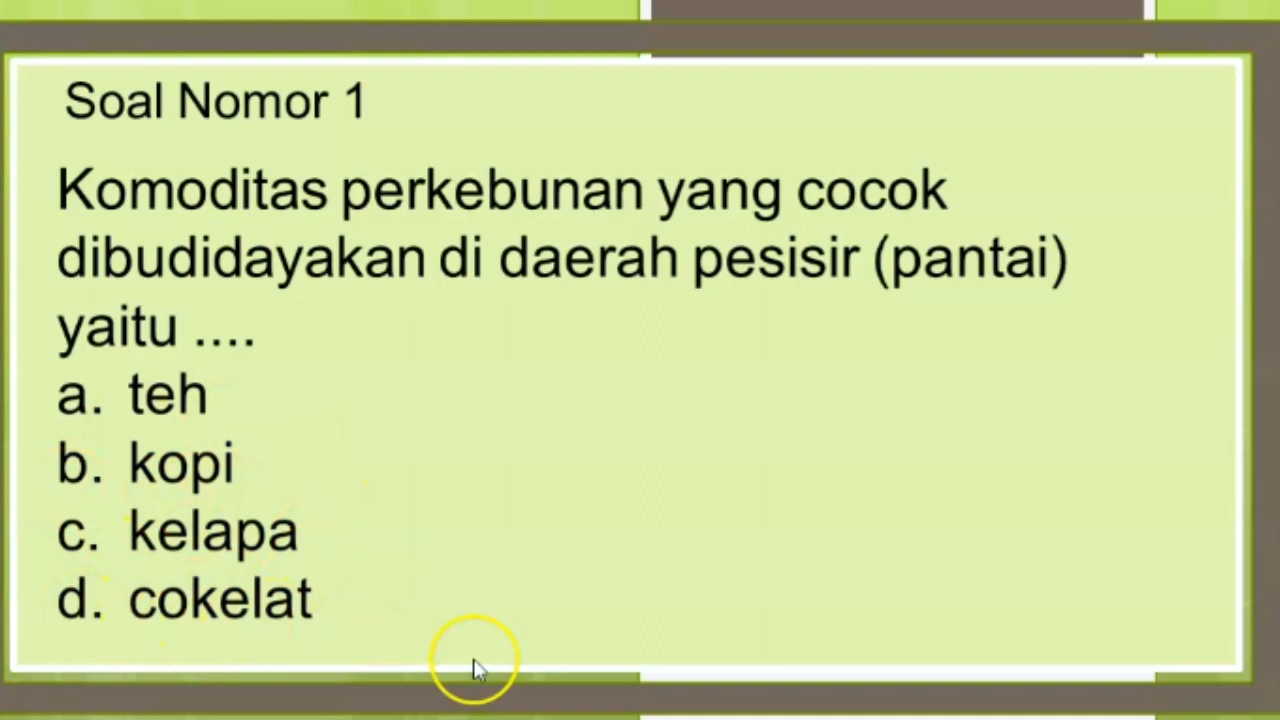 Soal Nomor 1
Komoditas perkebunan yang cocok
dibudidayakan di daerah pesisir (pantai)
yaitu ....
a. teh
b. kopi
c. kelapa
d. cokelat